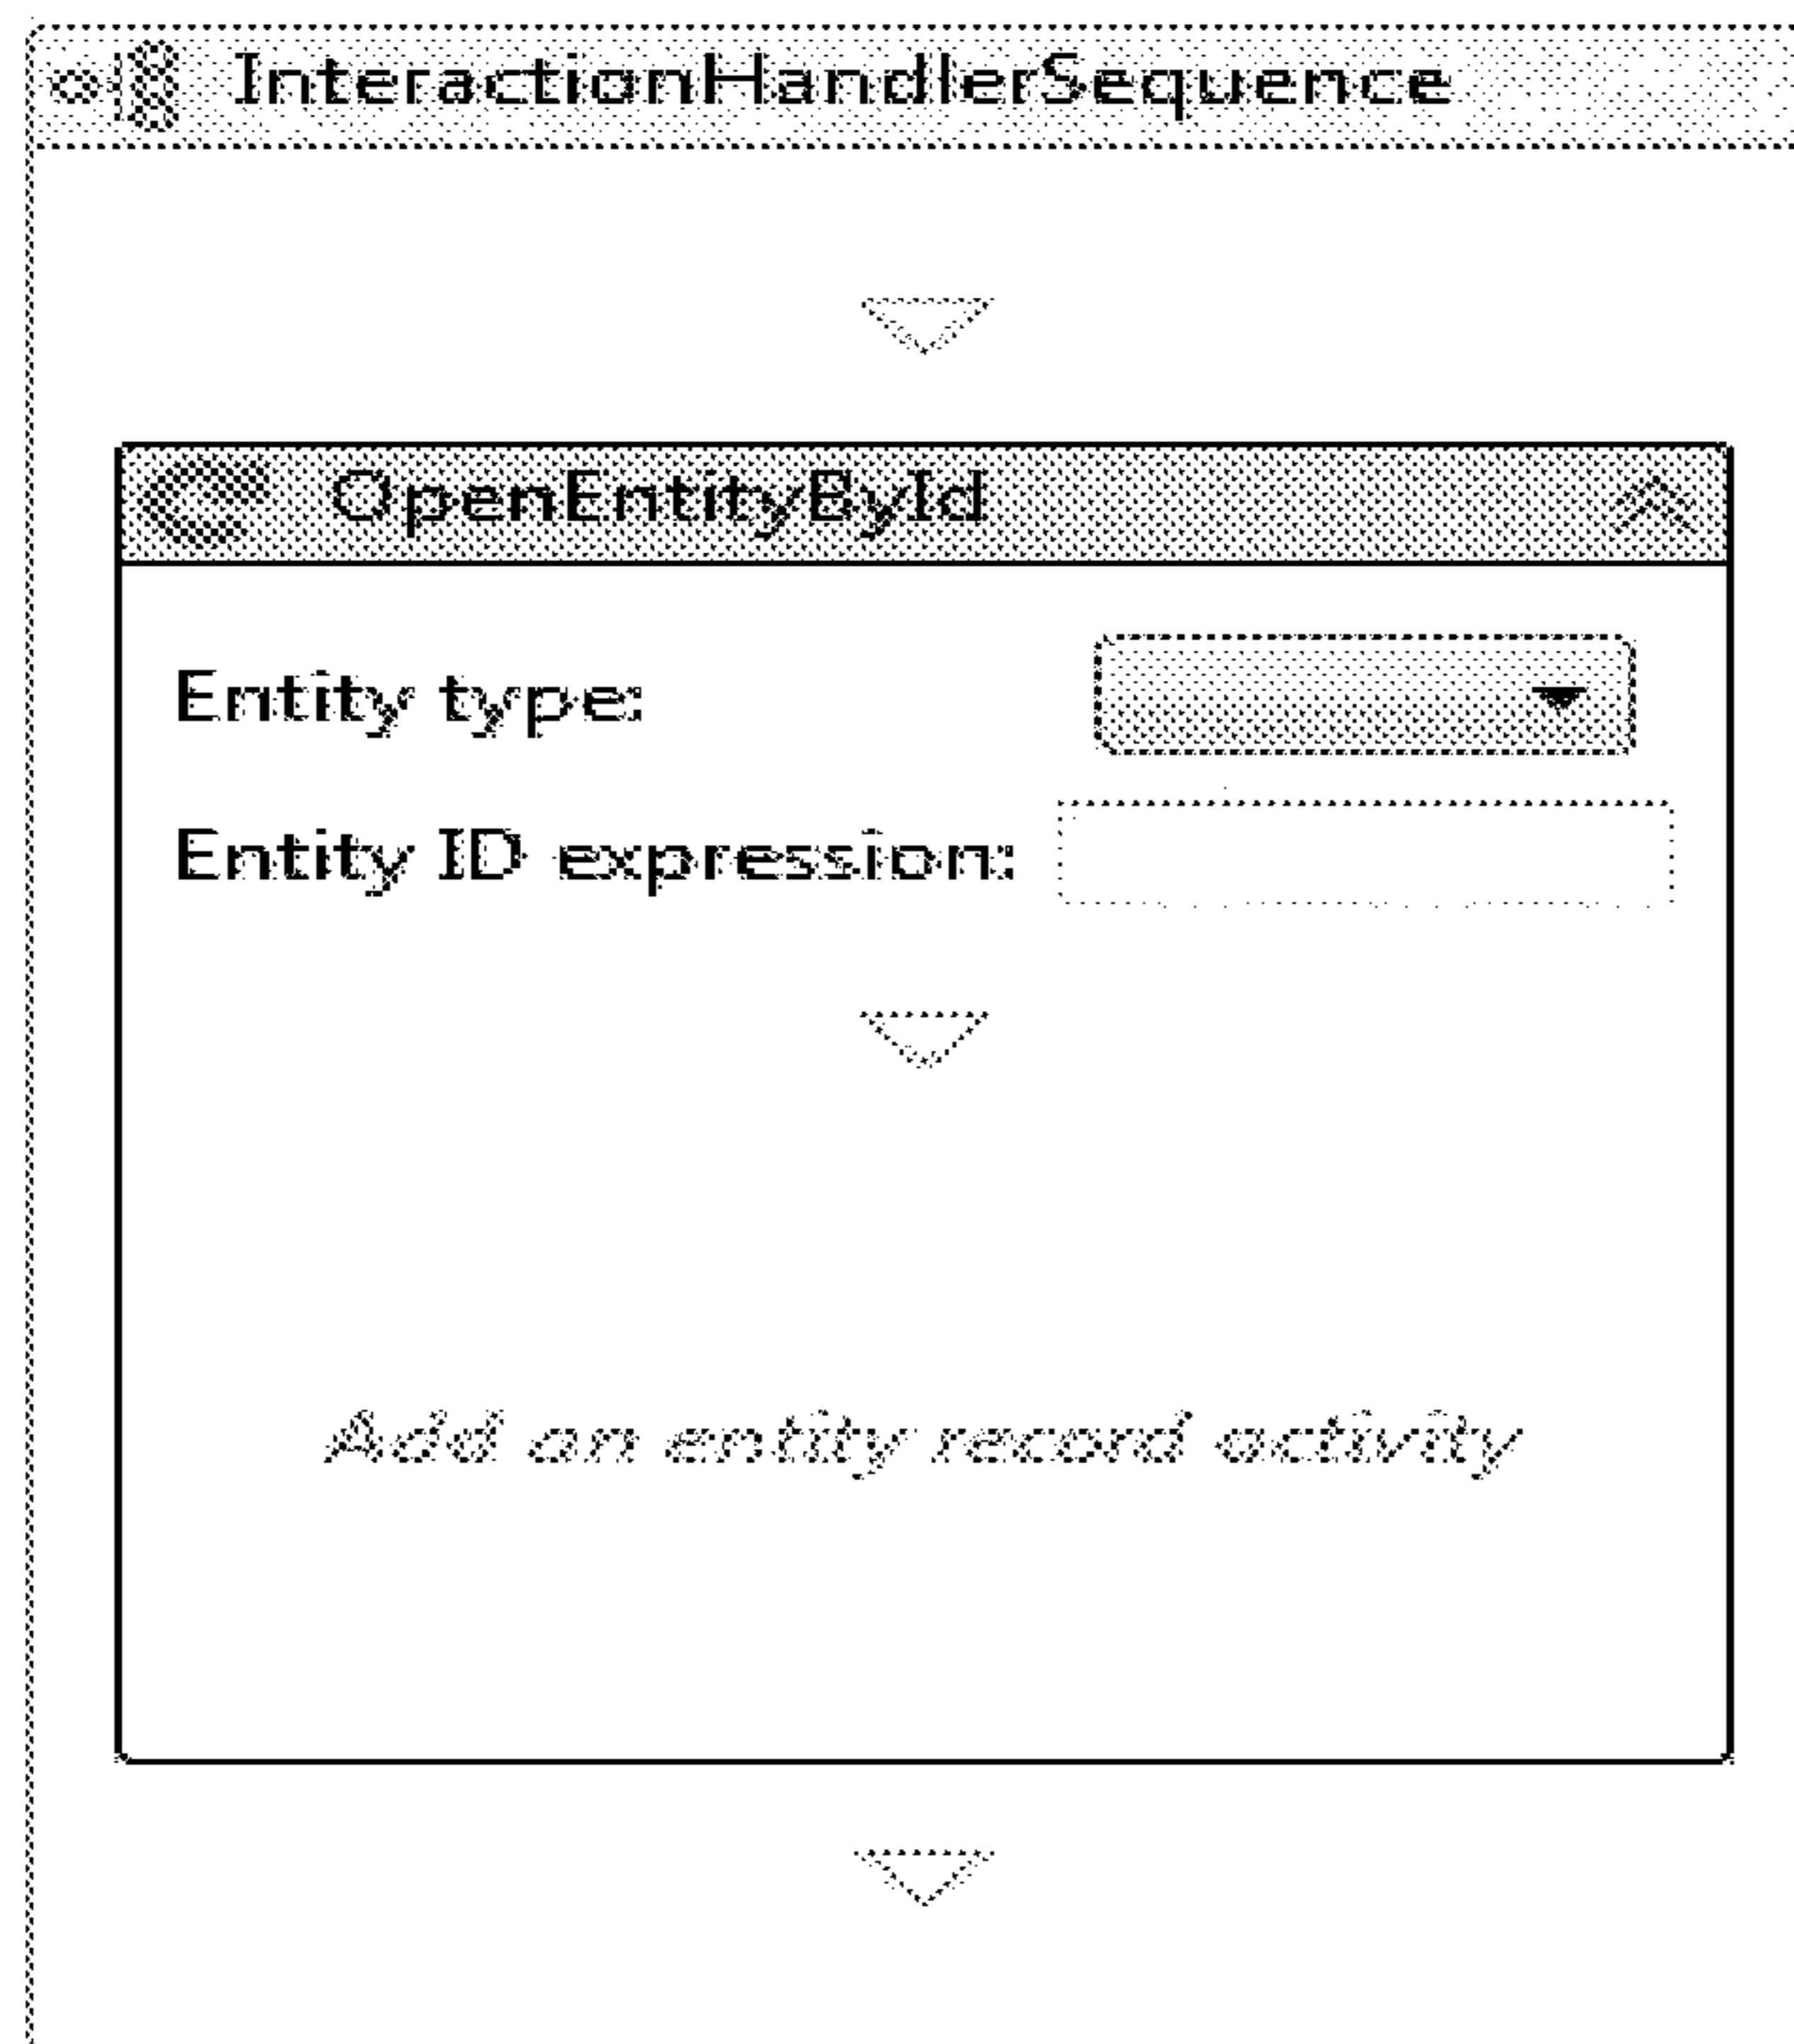 InteractionHandlerSequence
OpenEntityById
Entity type:
Entity ID expression:
Add an entity record activity